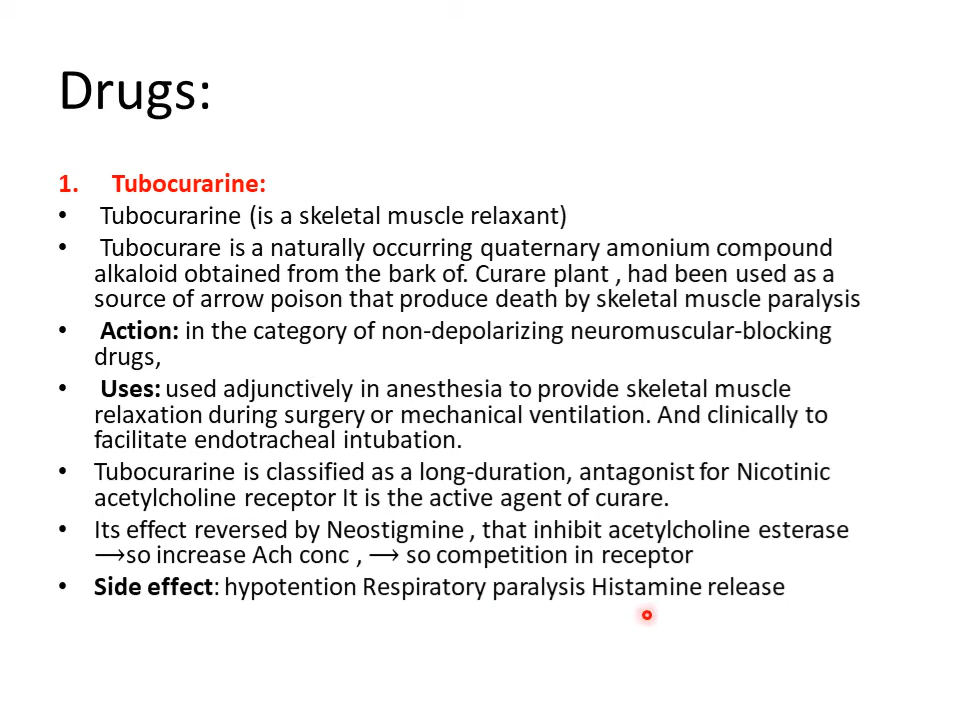 Drugs:
1. Tubocurarine:
• Tubocurarine (is a skeletal muscle relaxant)
• Tubocurare is a naturally occurring quaternary amonium compound
alkaloid obtained from the bark of. Curare plant , had been used as a
source of arrow poison that produce death by skeletal muscle paralysis
• Action: in the category of non-depolarizing neuromuscular-blocking
drugs,
• Uses: used adjunctively in anesthesia to provide skeletal muscle
relaxation during surgery or mechanical ventilation. And clinically to
facilitate endotracheal intubation.
• Tubocurarine is classified as a long-duration, antagonist for Nicotinic
acetylcholine receptor It is the active agent of curare.
• Its effect reversed by Neostigmine , that inhibit acetylcholine esterase
⟶so increase Ach conc , ⟶ so competition in receptor
• Side effect: hypotention Respiratory paralysis Histamine release